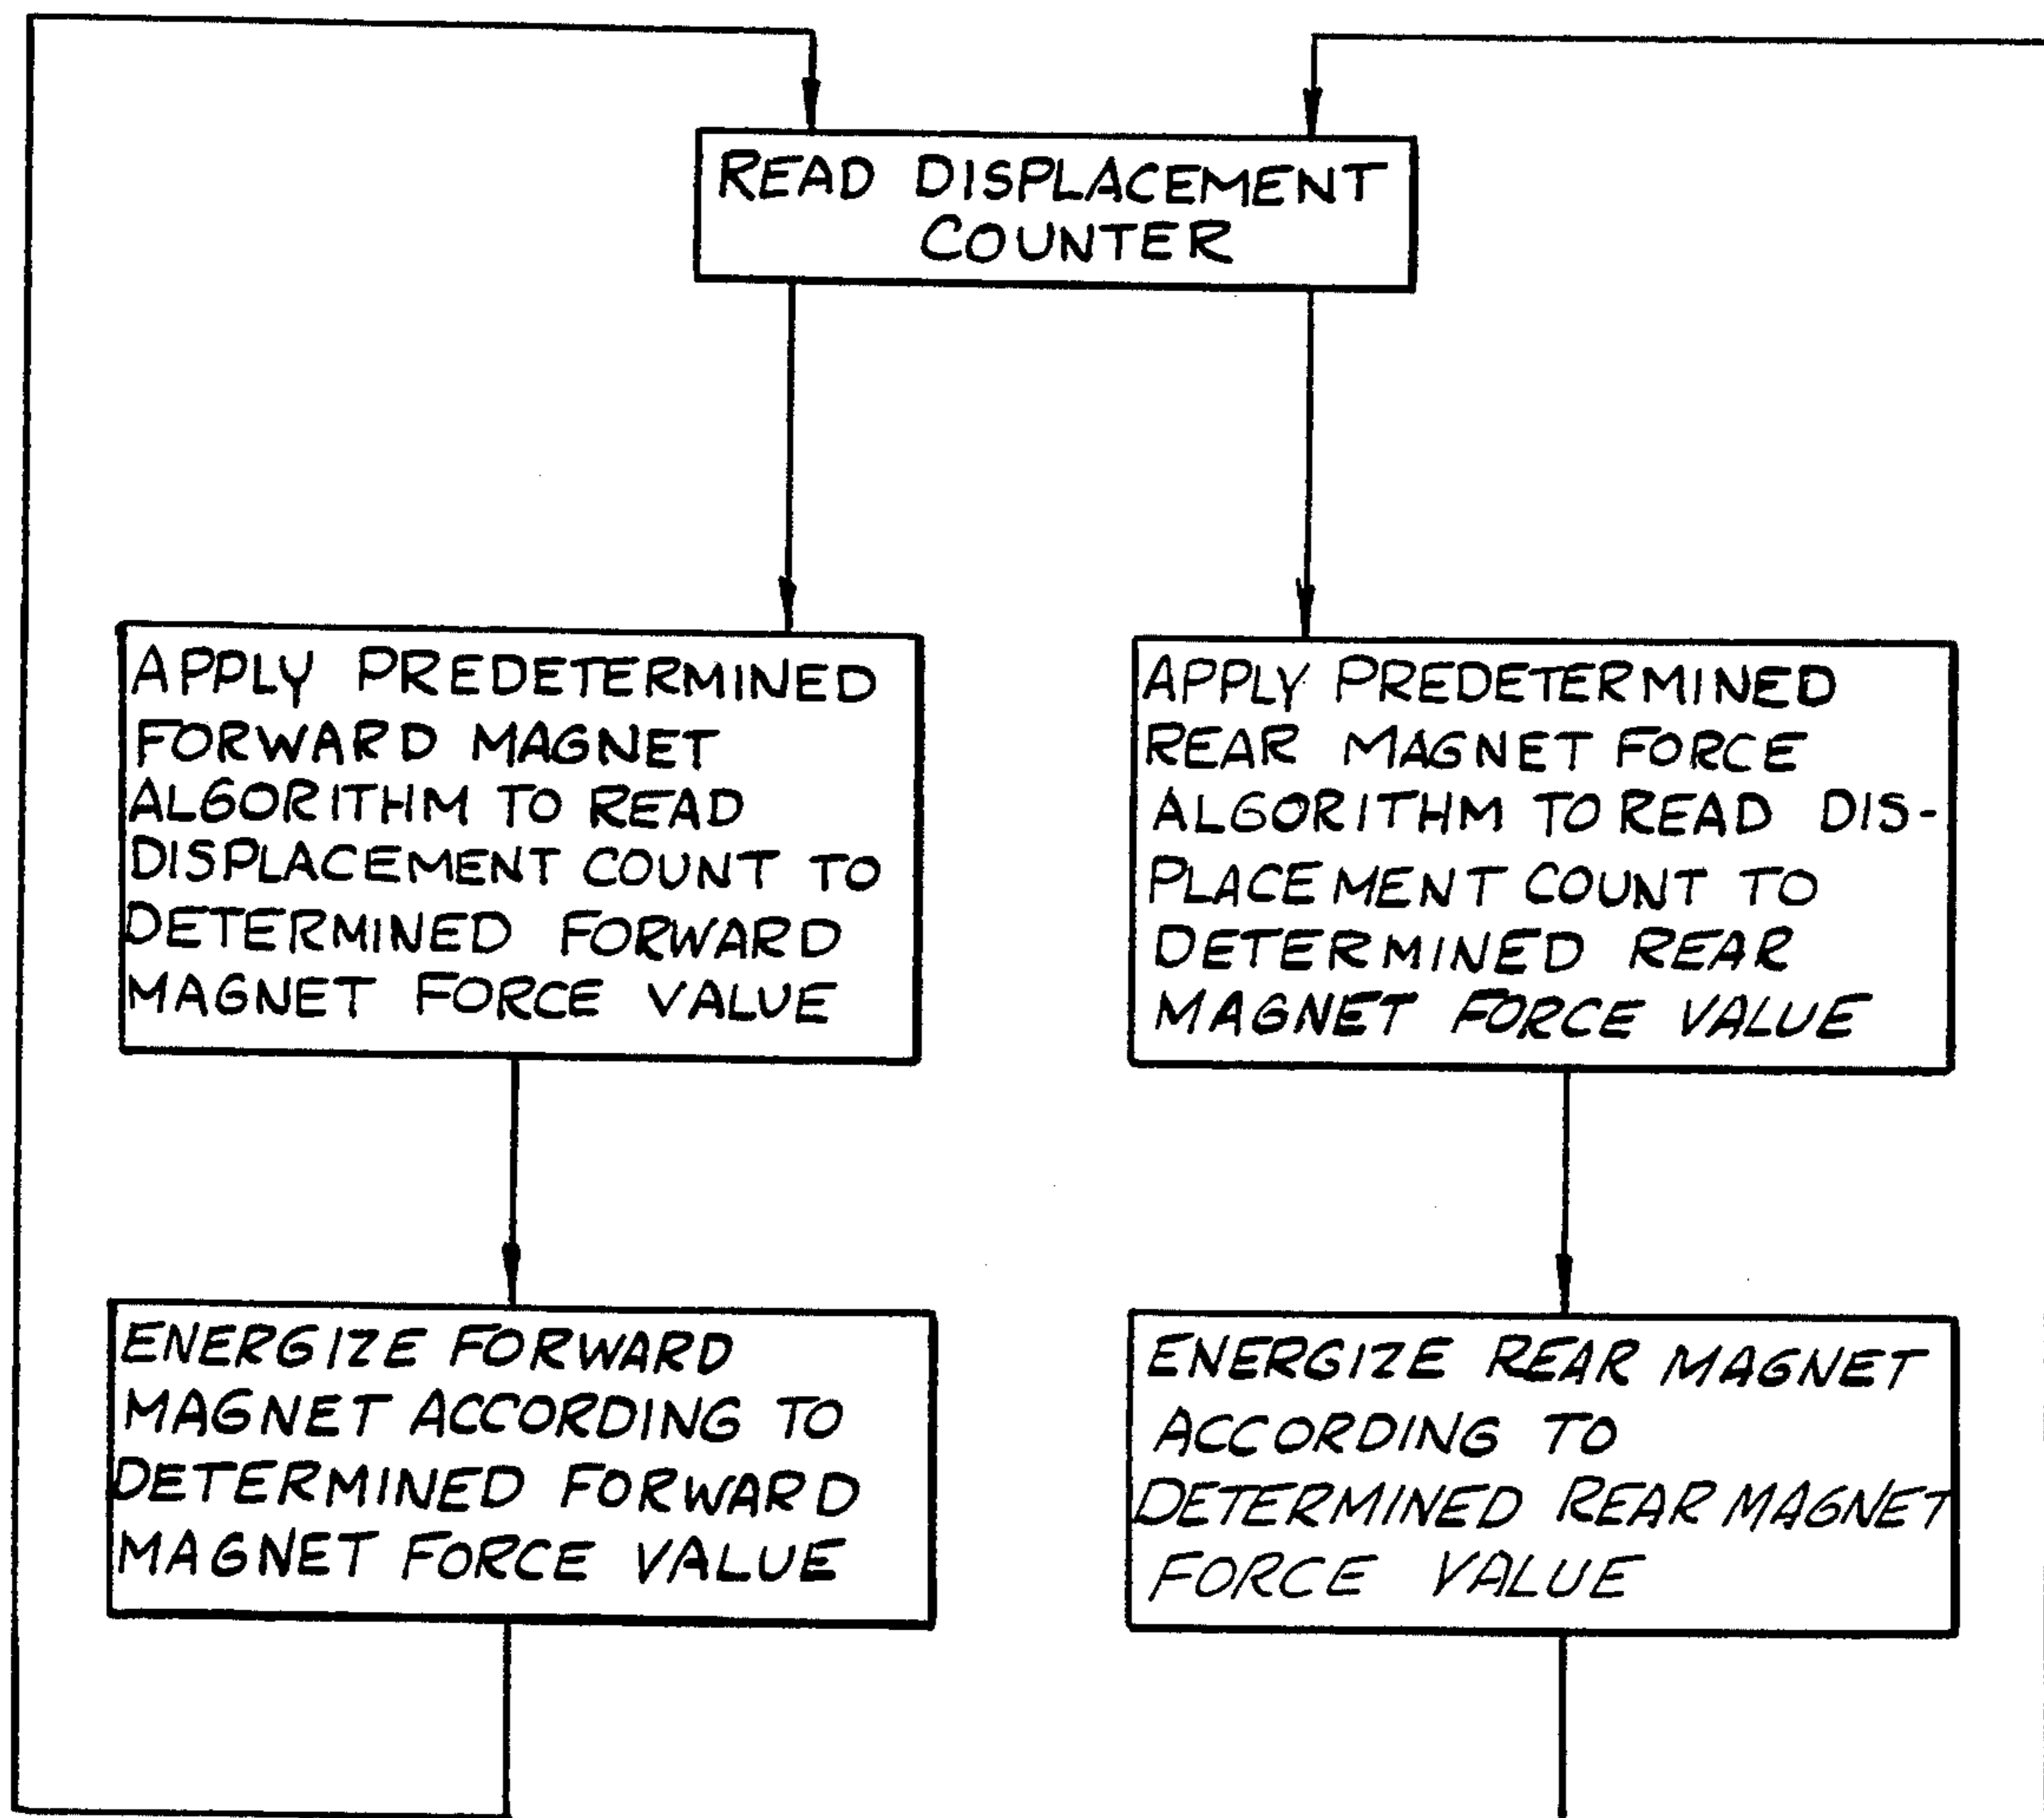 READ DISPLACEMENT
COUNTER
APPLY PREDETERMINED
FORWARD MAGNET
ALGORITHM TO READ
DISPLACEMENT COUNT TO
DETERMINED FORWARD
MAGNET FORCE VALUE
APPLY PREDETERMINED
REAR MAGNET FORCE
ALGORITHM TO READ DIS-
PLACEMENT COUNT TO
DETERMINED REAR
MAGNET FORCE VALUE
ENERGIZE FORWARD
MAGNET ACCORDING TO
DETERMINED FORWARD
MAGNET FORCE VALUE
ENERGIZE REAR MAGNET
ACCORDING TO
DETERMINED REAR MAGNET
FORCE VALUE